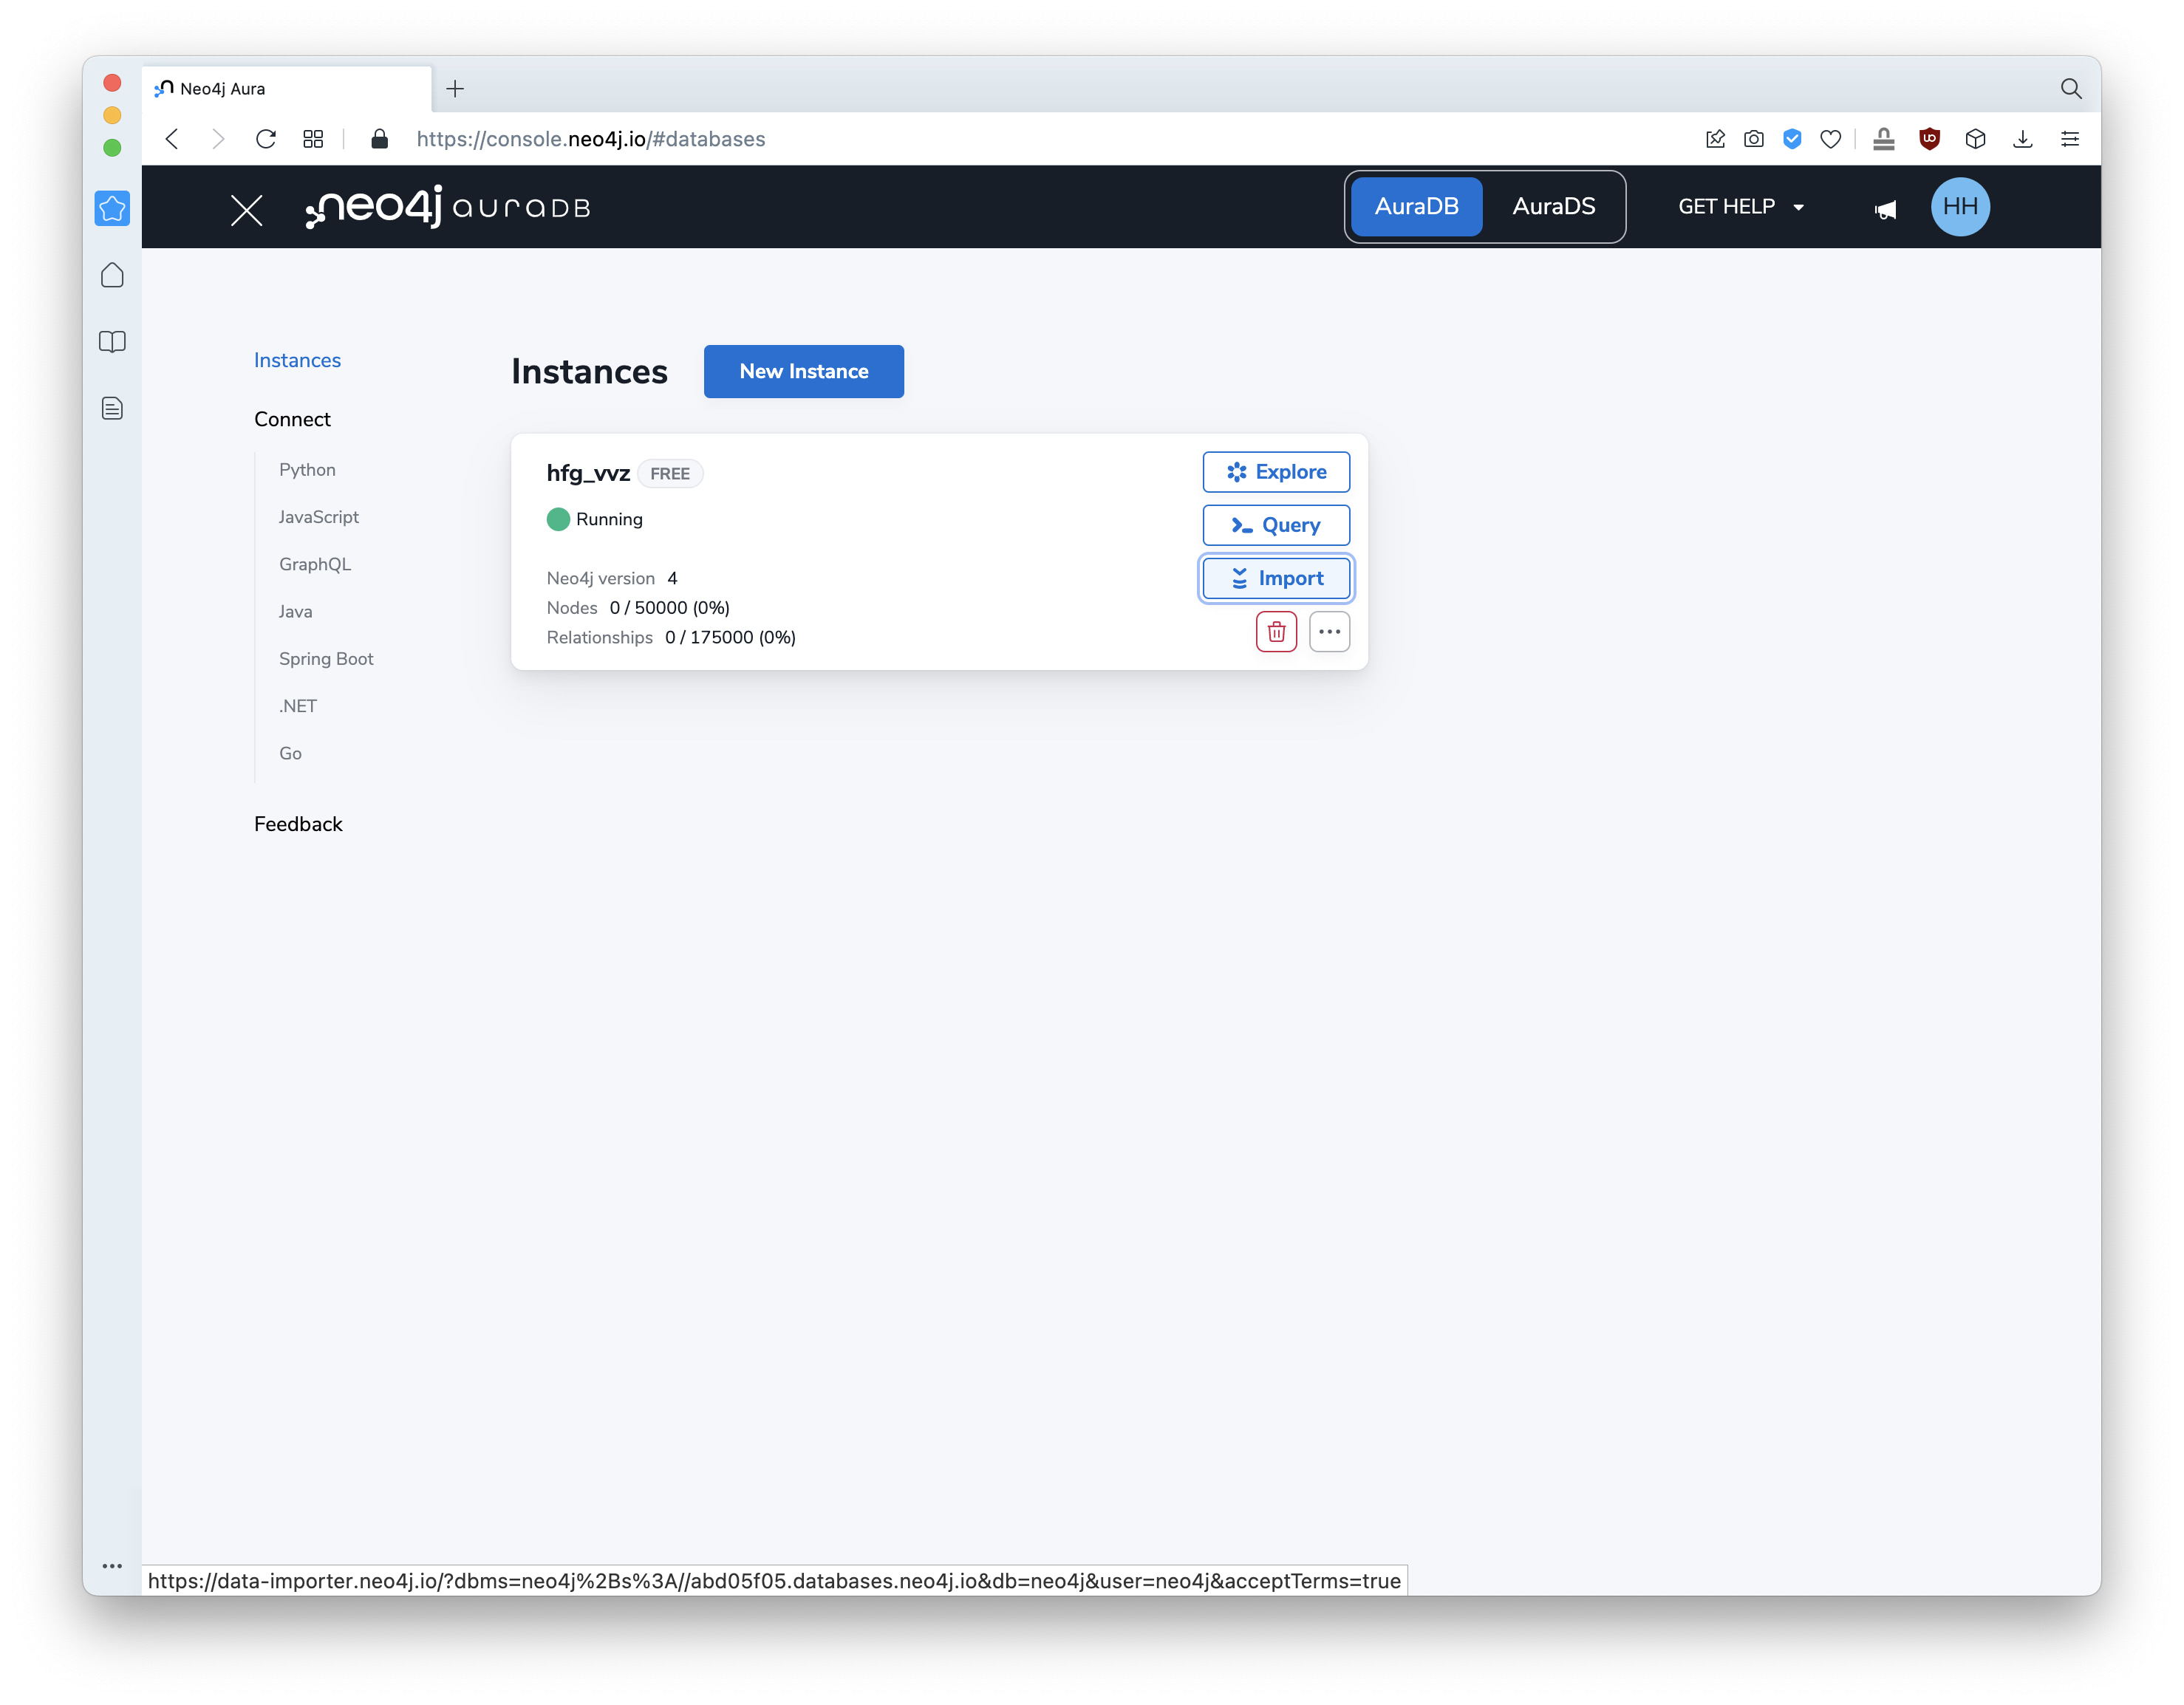 Neo4j Aura
https://console.neo4j.io/#databases
neo4j auraDB
AuraDB
AuraDS
GET HELP
HH
Instances
Connect
Python
JavaScript
GraphQL
Java
Spring Boot
.NET
Go
Feedback
Instances
New Instance
hfg_vvz FREE
Running
Neo4j version 4
Nodes 0 / 50000 (0%)
Relationships 0 / 175000 (0%)
Explore
Query
Import
https://data-importer.neo4j.io/?dbms=neo4j%2Bs%3A//abd05f05.databases.neo4j.io&db=neo4j&user=neo4j&acceptTerms=true